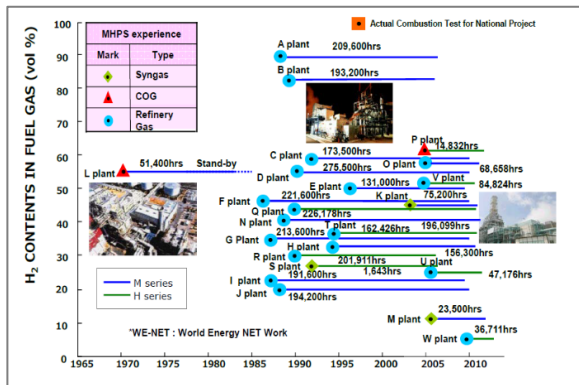 Actual Combustion Test for National Project
MHPS experience
Mark Type
Syngas
COG
Refinery Gas
H2 CONTENTS IN FUEL GAS (vol %)
100
90
80
70
60
50
40
30
20
10
0
A plant 209,600hrs
B plant 193,200hrs
P plant 14,832hrs
C plant 173,500hrs
O plant 68,658hrs
L plant 51,400hrs Stand-by
D plant 275,500hrs
V plant 84,824hrs
E plant 131,000hrs
K plant 75,200hrs
F plant 221,600hrs
Q plant
N plant 226,178hrs
T plant 196,099hrs
162,426hrs
G Plant 213,600hrs
H plant 156,300hrs
R plant
S plant 201,911hrs
1,643hrs
U plant 47,176hrs
I plant 191,600hrs
J plant 194,200hrs
M plant 23,500hrs
W plant 36,711hrs
M series
H series
*WE-NET : World Energy NET Work
1965 1970 1975 1980 1985 1990 1995 2000 2005 2010